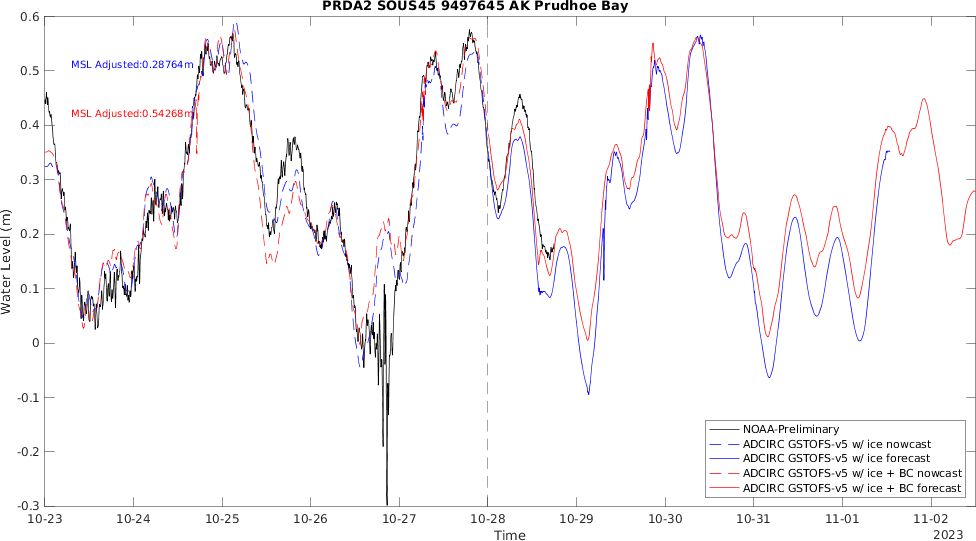 PRDA2 SOUS45 9497645 AK Prudhoe Bay
0.6
0.5
0.4
0.3
0.2
0.1
0
-0.1
-0.2
-0.3
Water Level (m)
MSL Adjusted:0.28764m
MSL Adjusted:0.54268m
NOAA-Preliminary
ADCIRC GSTOFS-v5 w/ ice nowcast
ADCIRC GSTOFS-v5 w/ ice forecast
ADCIRC GSTOFS-v5 w/ ice + BC nowcast
ADCIRC GSTOFS-v5 w/ ice + BC forecast
10-23 10-24 10-25 10-26 10-27 10-28 10-29 10-30 10-31 11-01 11-02
Time
2023